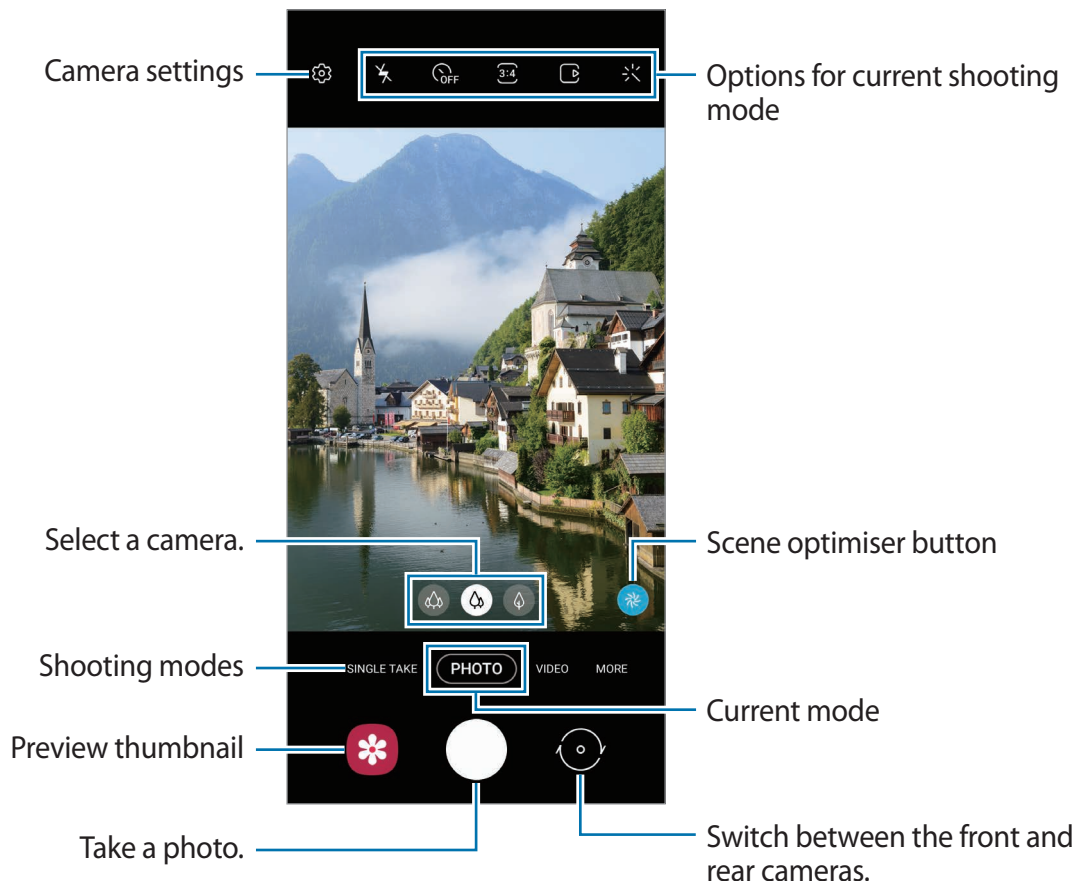 Camera settings
OFF
3:4
Options for current shooting
mode
Select a camera.
Scene optimiser button
Shooting modes
SINGLE TAKE
PHOTO
VIDEO
MORE
Current mode
Preview thumbnail
Take a photo.
Switch between the front and
rear cameras.